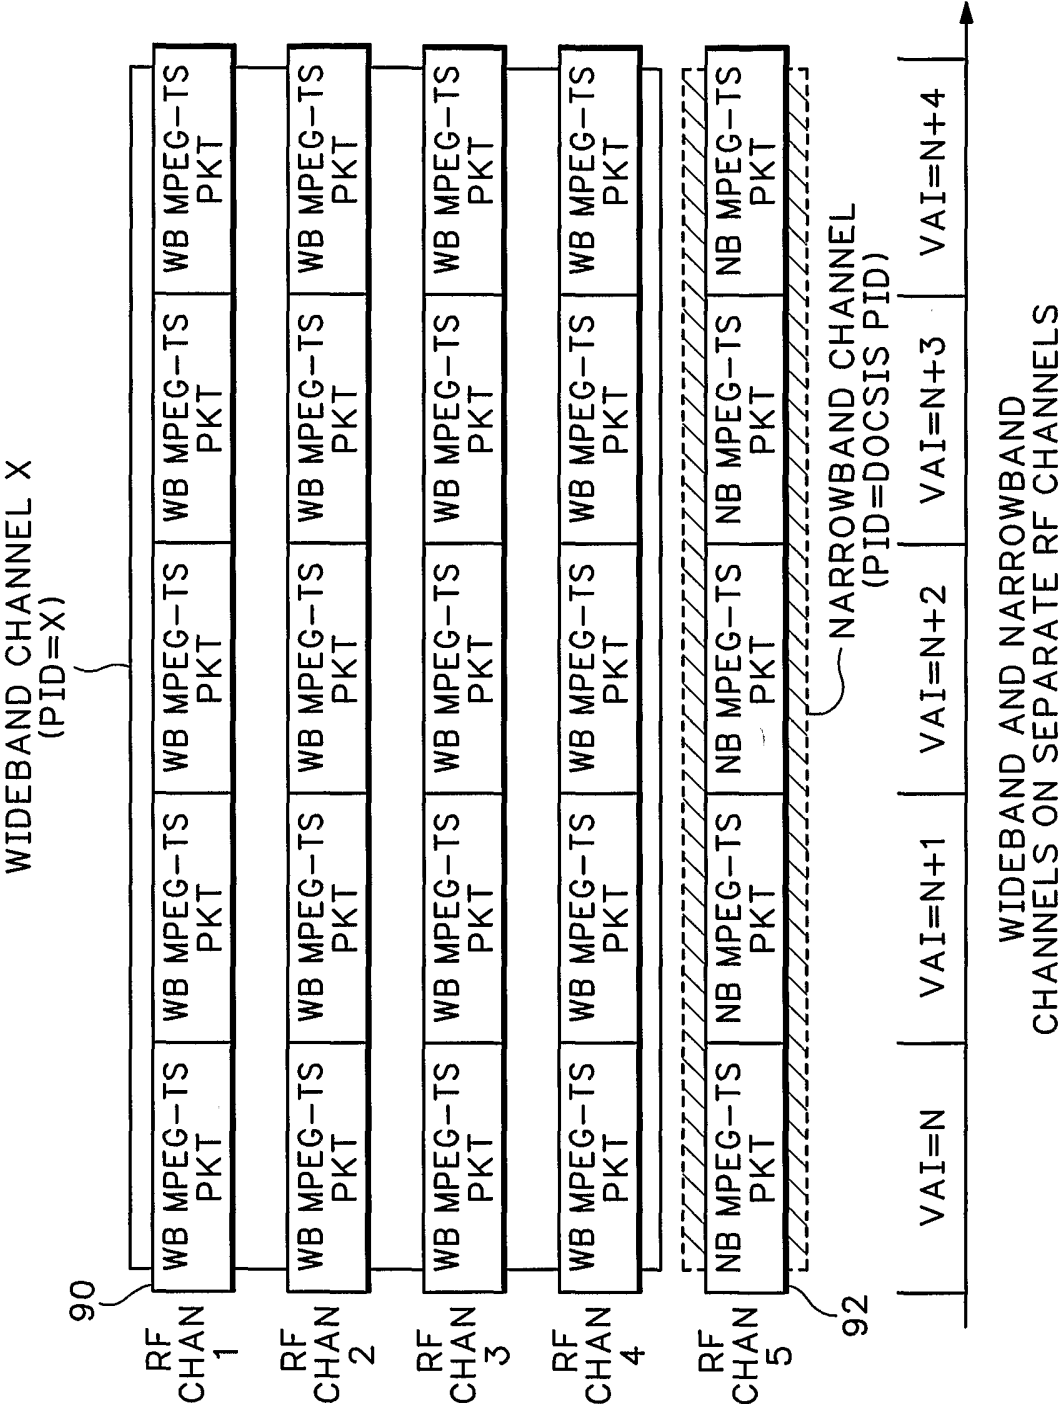 WIDEBAND CHANNEL X
(PID=X)
90
RF
CHAN
1
WB MPEG-TS
PKT
WB MPEG-TS
PKT
WB MPEG-TS
PKT
WB MPEG-TS
PKT
WB MPEG-TS
PKT
RF
CHAN
2
WB MPEG-TS
PKT
WB MPEG-TS
PKT
WB MPEG-TS
PKT
WB MPEG-TS
PKT
WB MPEG-TS
PKT
RF
CHAN
3
WB MPEG-TS
PKT
WB MPEG-TS
PKT
WB MPEG-TS
PKT
WB MPEG-TS
PKT
WB MPEG-TS
PKT
RF
CHAN
4
WB MPEG-TS
PKT
WB MPEG-TS
PKT
WB MPEG-TS
PKT
WB MPEG-TS
PKT
WB MPEG-TS
PKT
RF
CHAN
5
NB MPEG-TS
PKT
NB MPEG-TS
PKT
NB MPEG-TS
PKT
NB MPEG-TS
PKT
NB MPEG-TS
PKT
92
NARROWBAND CHANNEL
(PID=DOCSIS PID)
VAI=N
VAI=N+1
VAI=N+2
VAI=N+3
VAI=N+4
WIDEBAND AND NARROWBAND
CHANNELS ON SEPARATE RF CHANNELS